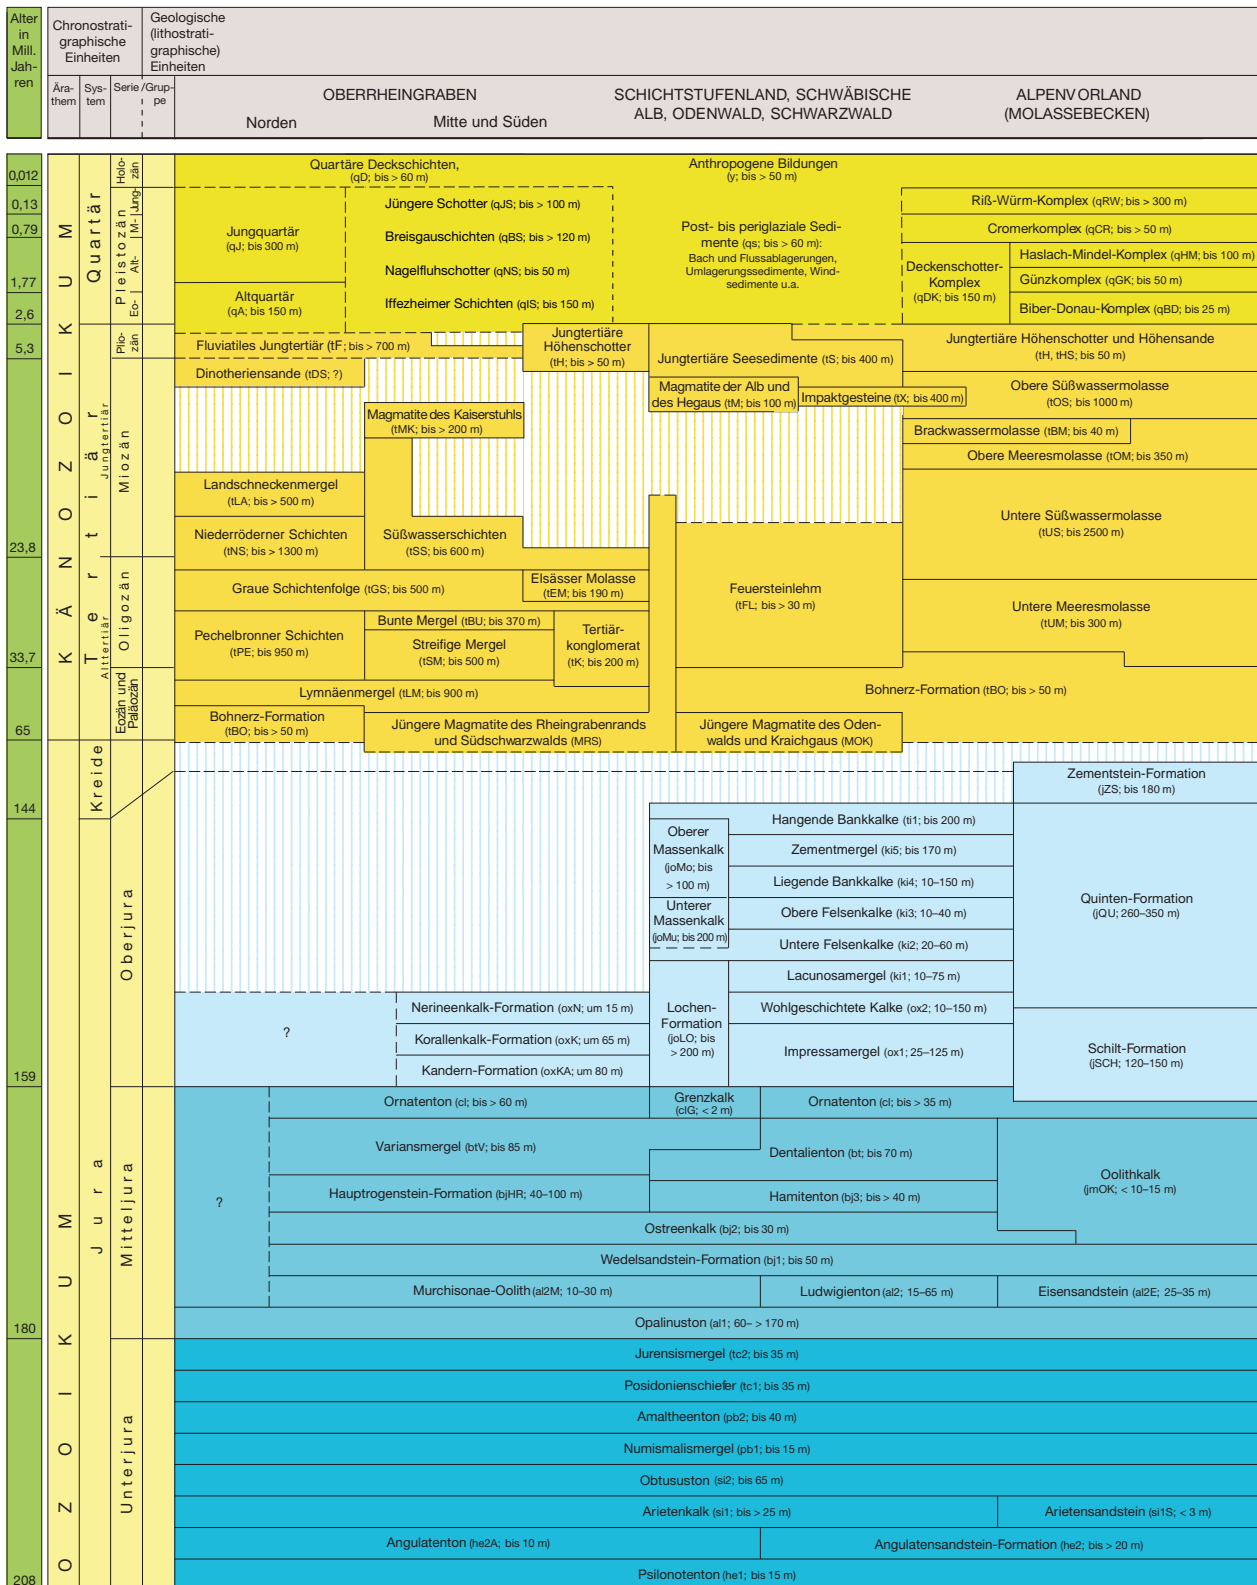 Alter
in
Mill.
Jah-
ren
Chronostrati-
graphische
Einheiten
Geologische
(lithostrati-
graphische)
Einheiten
Ära-
them
Sys-
tem
Serie
/Grup-
pe
OBERRHEINGRABEN
Norden
Mitte und Süden
SCHICHTSTUFENLAND, SCHWÄBISCHE
ALB, ODENWALD, SCHWARZWALD
ALPENVORLAND
(MOLASSEBECKEN)
0,012
0,13
0,79
1,77
2,6
5,3
23,8
33,7
65
144
159
180
208
KÄNOZOIKUM
OZOIKUM
Quartär
Tertiär
Jungtertiär
Alttertiär
Kreide
Jura
Holo-
zän
Pleistozän
Jung-
M-
Alt-
Eo-
Plio-
zän
Miozän
Oligozän
Eozän und
Paläozän
Oberjura
Mitteljura
Unterjura
Quartäre Deckschichten,
(qD; bis > 60 m)
Anthropogene Bildungen
(y; bis > 50 m)
Jungquartär
(qJ; bis 300 m)
Altquartär
(qA; bis 150 m)
Jüngere Schotter (qJS; bis > 100 m)
Breisgauschichten (qBS; bis > 120 m)
Nagelfluhschotter (qNS; bis 50 m)
Iffezheimer Schichten (qIS; bis 150 m)
Post- bis periglaziale Sedi-
mente (qs; bis > 60 m):
Bach und Flussablagerungen,
Umlagerungssedimente, Wind-
sedimente u.a.
Riß-Würm-Komplex (qRW; bis > 300 m)
Cromerkomplex (qCR; bis > 50 m)
Deckenschotter-
Komplex
(qDK; bis 150 m)
Haslach-Mindel-Komplex (qHM; bis 100 m)
Günzkomplex (qGK; bis 50 m)
Biber-Donau-Komplex (qBD; bis 25 m)
Fluviatiles Jungtertiär (tF; bis > 700 m)
Jungtertiäre
Höhenschotter
(tH; bis > 50 m)
Jungtertiäre Seesedimente (tS; bis 400 m)
Jungtertiäre Höhenschotter und Höhensande
(tH, tHS; bis 50 m)
Dinotheriensande (tDS; ?)
Magmatite des Kaiserstuhls
(tMK; bis > 200 m)
Magmatite der Alb und
des Hegaus (tM; bis 100 m)
Impaktgesteine (tX; bis 400 m)
Obere Süßwassermolasse
(tOS; bis 1000 m)
Brackwassermolasse (tBM; bis 40 m)
Obere Meeresmolasse (tOM; bis 350 m)
Landschneckenmergel
(tLA; bis > 500 m)
Niederröderner Schichten
(tNS; bis > 1300 m)
Süßwasserschichten
(tSS; bis 600 m)
Untere Süßwassermolasse
(tUS; bis 2500 m)
Graue Schichtenfolge (tGS; bis 500 m)
Elsässer Molasse
(tEM; bis 190 m)
Feuersteinlehm
(tFL; bis > 30 m)
Untere Meeresmolasse
(tUM; bis 300 m)
Pechelbronner Schichten
(tPE; bis 950 m)
Bunte Mergel (tBU; bis 370 m)
Streifige Mergel
(tSM; bis 500 m)
Tertiär-
konglomerat
(tK; bis 200 m)
Lymnäenmergel (tLM; bis 900 m)
Bohnerz-Formation (tBO; bis > 50 m)
Bohnerz-Formation
(tBO; bis > 50 m)
Jüngere Magmatite des Rheingrabenrands
und Südschwarzwalds (MRS)
Jüngere Magmatite des Oden-
walds und Kraichgaus (MOK)
Zementstein-Formation
(jZS; bis 180 m)
Hangende Bankkalke (ti1; bis 200 m)
Oberer
Massenkalk
(joMo; bis
> 100 m)
Zementmergel (ki5; bis 170 m)
Liegende Bankkalke (ki4; 10–150 m)
Unterer
Massenkalk
(joMu; bis 200 m)
Obere Felsenkalke (ki3; 10–40 m)
Untere Felsenkalke (ki2; 20–60 m)
Quinten-Formation
(jQU; 260–350 m)
Lacunosamergel (ki1; 10–75 m)
?
Nerineenkalk-Formation (oxN; um 15 m)
Korallenkalk-Formation (oxK; um 65 m)
Kandern-Formation (oxKA; um 80 m)
Lochen-
Formation
(joLO; bis
> 200 m)
Wohlgeschichtete Kalke (ox2; 10–150 m)
Impressamergel (ox1; 25–125 m)
Schilt-Formation
(jSCH; 120–150 m)
Ornatenton (cl; bis > 60 m)
Grenzkalk
(clG; < 2 m)
Ornatenton (cl; bis > 35 m)
Variansmergel (btV; bis 85 m)
Dentalienton (bt; bis 70 m)
Oolithkalk
(jmOK; < 10–15 m)
?
Hauptrogenstein-Formation (bjHR; 40–100 m)
Hamitenton (bj3; bis > 40 m)
Ostreenkalk (bj2; bis 30 m)
Wedelsandstein-Formation (bj1; bis 50 m)
Murchisonae-Oolith (al2M; 10–30 m)
Ludwigienton (al2; 15–65 m)
Eisensandstein (al2E; 25–35 m)
Opalinuston (al1; 60– > 170 m)
Jurensismergel (tc2; bis 35 m)
Posidonienschiefer (tc1; bis 35 m)
Amaltheenton (pb2; bis 40 m)
Numismalismergel (pb1; bis 15 m)
Obtususton (si2; bis 65 m)
Arietenkalk (si1; bis > 25 m)
Arietensandstein (si1S; < 3 m)
Angulatenton (he2A; bis 10 m)
Angulatensandstein-Formation (he2; bis > 20 m)
Psilonotenton (he1; bis 15 m)